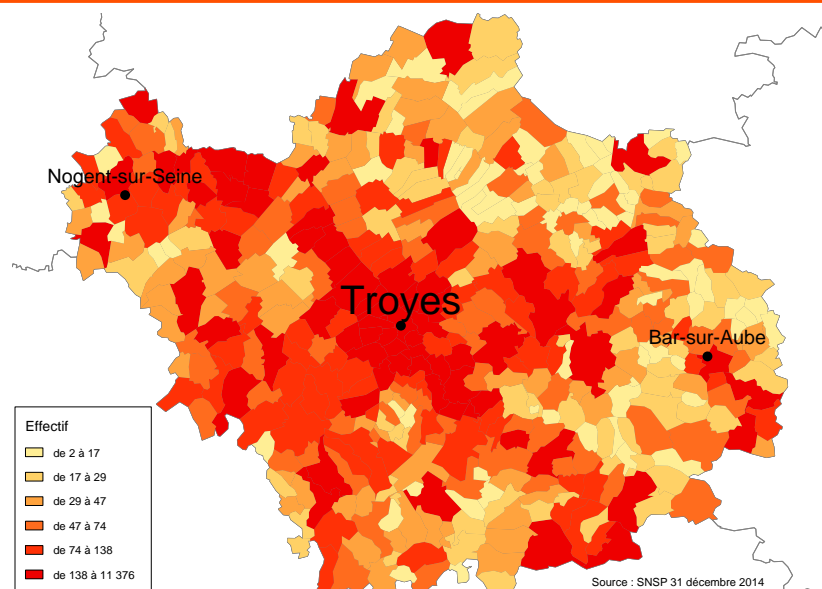 Nogent-sur-Seine
Troyes
Bar-sur-Aube
Effectif
de 2 à 17
de 17 à 29
de 29 à 47
de 47 à 74
de 74 à 138
de 138 à 11 376
Source : SNSP 31 décembre 2014